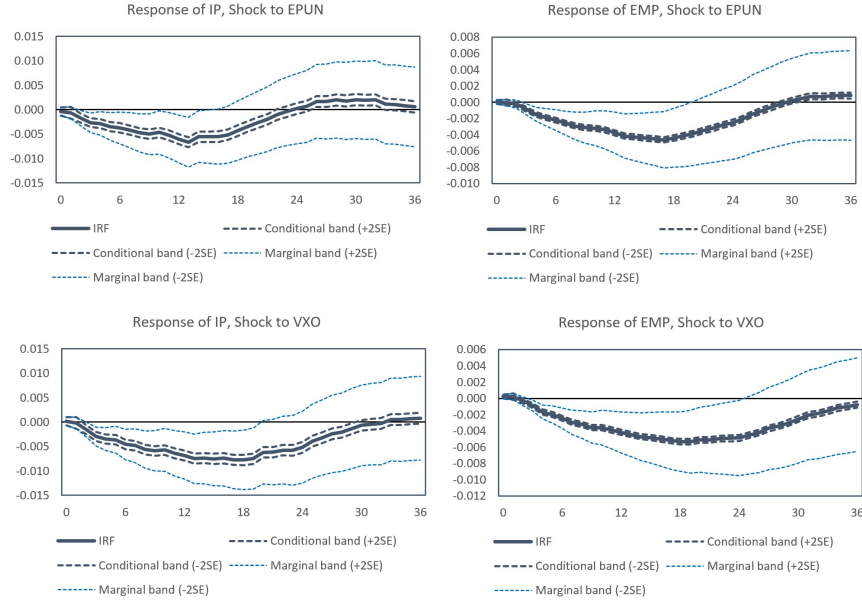 Response of IP, Shock to EPUN
0.015
0.010
0.005
0.000
-0.005
-0.010
-0.015
0 6 12 18 24 30 36
IRF
Conditional band (+2SE)
Conditional band (-2SE)
Marginal band (+2SE)
Marginal band (-2SE)
Response of EMP, Shock to EPUN
0.008
0.006
0.004
0.002
0.000
-0.002
-0.004
-0.006
-0.008
-0.010
0 6 12 18 24 30 36
IRF
Conditional band (+2SE)
Conditional band (-2SE)
Marginal band (+2SE)
Marginal band (-2SE)
Response of IP, Shock to VXO
0.015
0.010
0.005
0.000
-0.005
-0.010
-0.015
0 6 12 18 24 30 36
IRF
Conditional band (+2SE)
Conditional band (-2SE)
Marginal band (+2SE)
Marginal band (-2SE)
Response of EMP, Shock to VXO
0.006
0.004
0.002
0.000
-0.002
-0.004
-0.006
-0.008
-0.010
-0.012
0 6 12 18 24 30 36
IRF
Conditional band (+2SE)
Conditional band (-2SE)
Marginal band (+2SE)
Marginal band (-2SE)